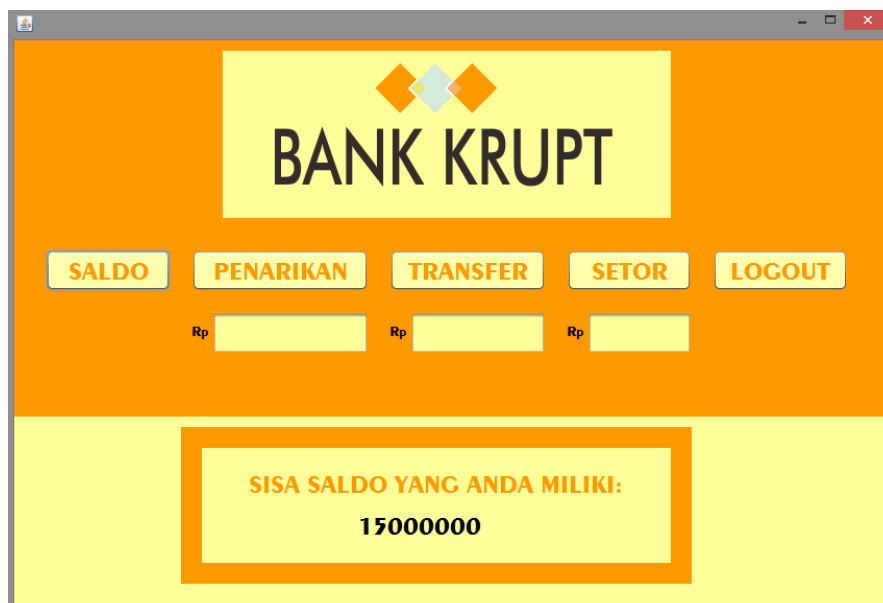 BANK KRUPT
SALDO PENARIKAN TRANSFER SETOR LOGOUT
Rp Rp Rp
SISA SALDO YANG ANDA MILIKI:
15000000